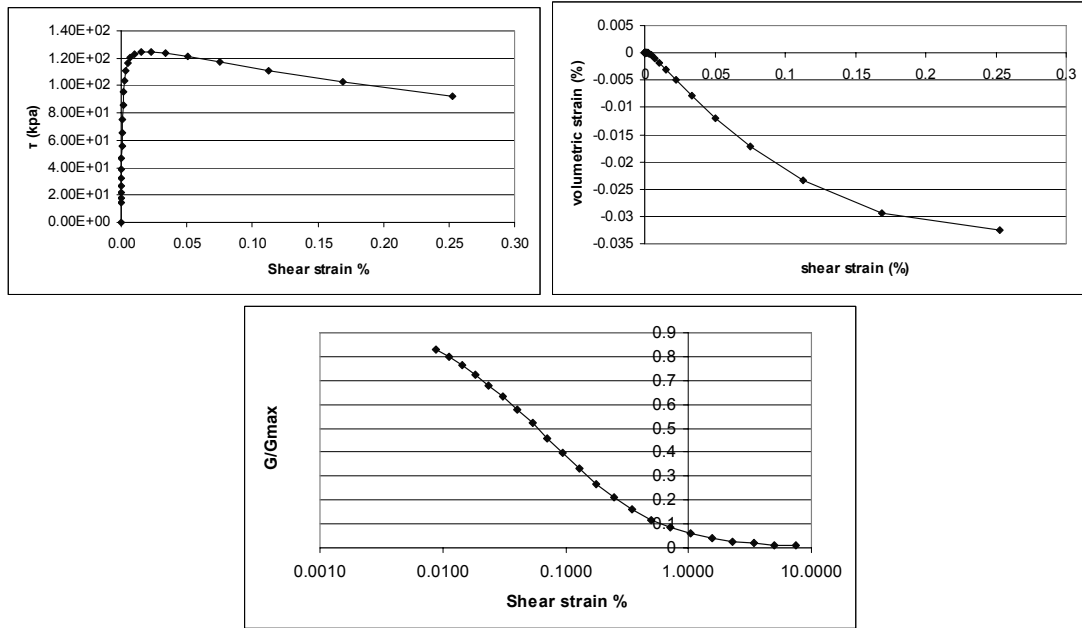 1.40E+02
1.20E+02
1.00E+02
8.00E+01
6.00E+01
4.00E+01
2.00E+01
0.00E+00
τ (kpa)
0.00 0.05 0.10 0.15 0.20 0.25 0.30
Shear strain %
0.005
0
-0.005
-0.01
-0.015
-0.02
-0.025
-0.03
-0.035
volumetric strain (%)
0 0.05 0.1 0.15 0.2 0.25 0.3
shear strain (%)
0.9
0.8
0.7
0.6
0.5
0.4
0.3
0.2
0.1
0
G/Gmax
0.0010 0.0100 0.1000 1.0000 10.0000
Shear strain %